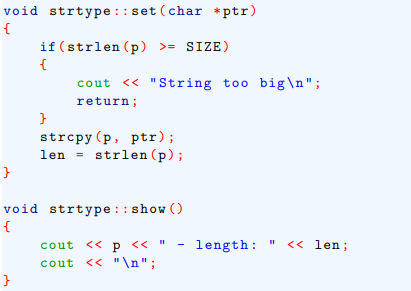 void strtype::set(char *ptr)
{
    if(strlen(p) >= SIZE)
    {
        cout << "String too big\n";
        return;
    }
    strcpy(p, ptr);
    len = strlen(p);
}

void strtype::show()
{
    cout << p << " - length: " << len;
    cout << "\n";
}